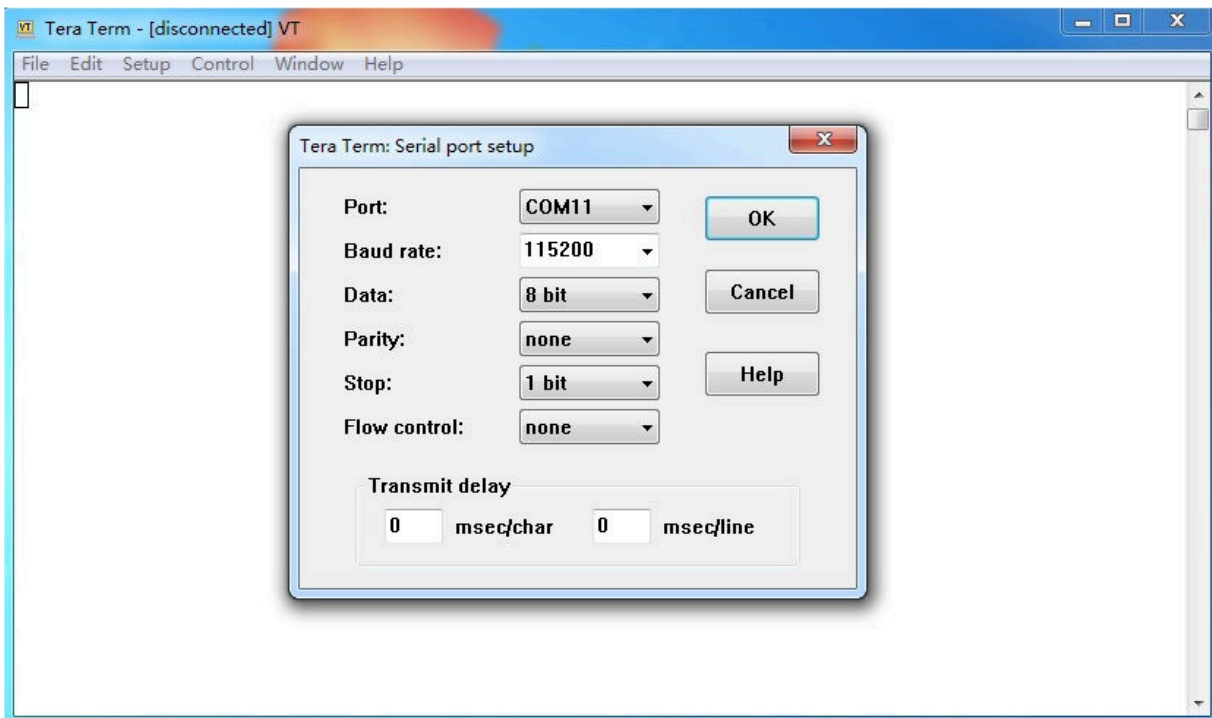 VT Tera Term - [disconnected] VT
File Edit Setup Control Window Help
Tera Term: Serial port setup
Port: COM11 OK
Baud rate: 115200
Data: 8 bit Cancel
Parity: none
Stop: 1 bit Help
Flow control: none
Transmit delay
0 msec/char 0 msec/line